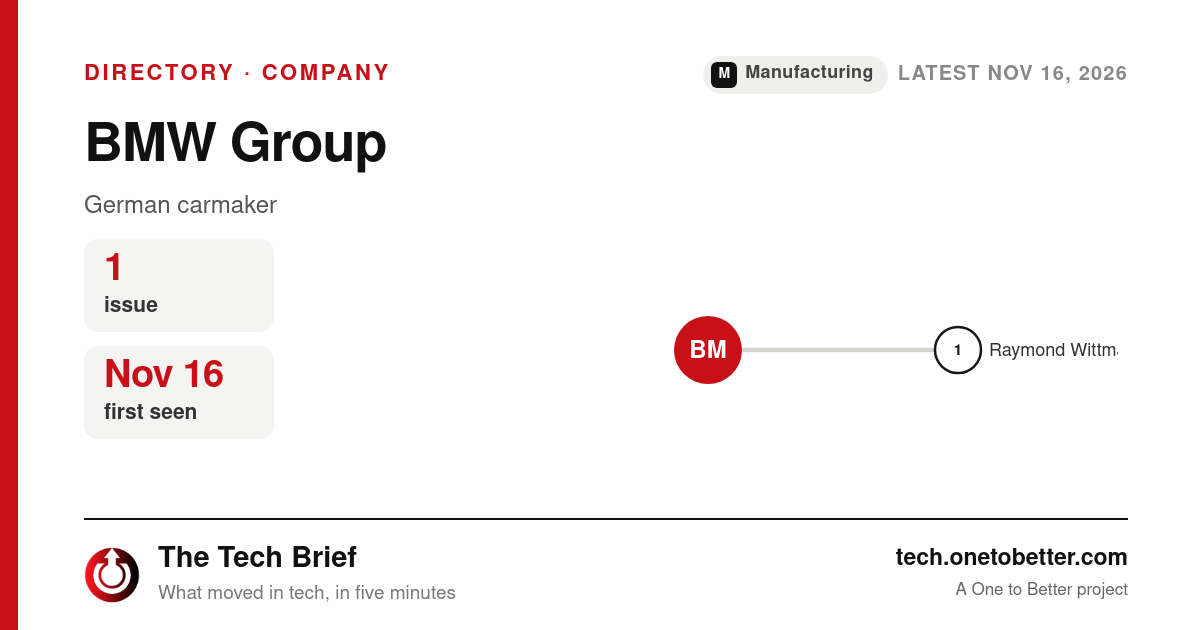 DIRECTORY · COMPANY
M Manufacturing LATEST NOV 16, 2026
BMW Group
German carmaker
1
issue
Nov 16
first seen
BM
1 Raymond
The Tech Brief
What moved in tech, in five minutes
tech.onetobetter.com
A One to Better project